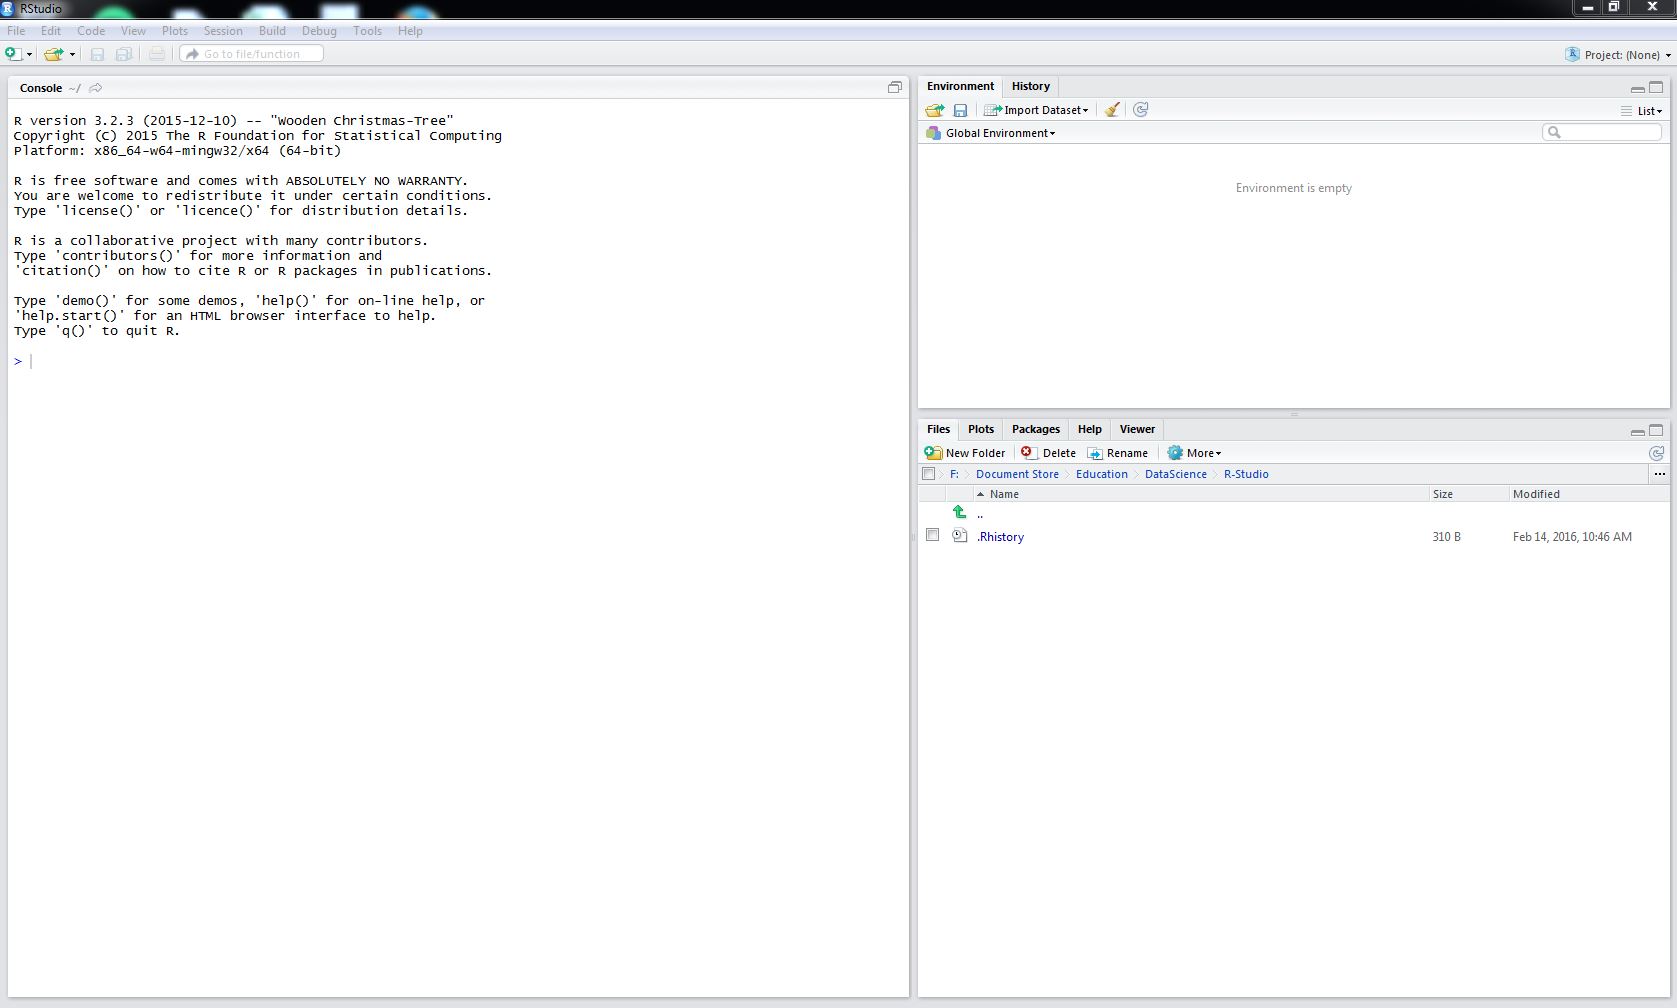 RStudio
File Edit Code View Plots Session Build Debug Tools Help
Go to file/function
Project: (None)
Console ~/
R version 3.2.3 (2015-12-10) -- "Wooden Christmas-Tree"
Copyright (C) 2015 The R Foundation for Statistical Computing
Platform: x86_64-w64-mingw32/x64 (64-bit)
R is free software and comes with ABSOLUTELY NO WARRANTY.
You are welcome to redistribute it under certain conditions.
Type 'license()' or 'licence()' for distribution details.
R is a collaborative project with many contributors.
Type 'contributors()' for more information and
'citation()' on how to cite R or R packages in publications.
Type 'demo()' for some demos, 'help()' for on-line help, or
'help.start()' for an HTML browser interface to help.
Type 'q()' to quit R.
>
Environment History
Import Dataset List
Global Environment
Environment is empty
Files Plots Packages Help Viewer
New Folder Delete Rename More
F: Document Store Education DataScience R-Studio ...
Name Size Modified
..
.Rhistory 310 B Feb 14, 2016, 10:46 AM